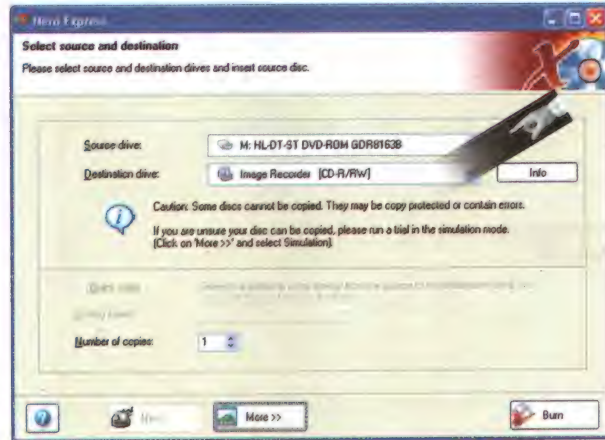 Nero Express
Select source and destination
Please select source and destination drives and insert source disc.
Source drive:
M: HL-DT-ST DVD-ROM GDR8163B
Destination drive:
Image Recorder [CD-R/RW]
Info
Caution: Some discs cannot be copied. They may be copy protected or contain errors.
If you are unsure your disc can be copied, please run a trial in the simulation mode.
(Click on 'More >>' and select Simulation).
Number of copies:
1
More >>
Burn